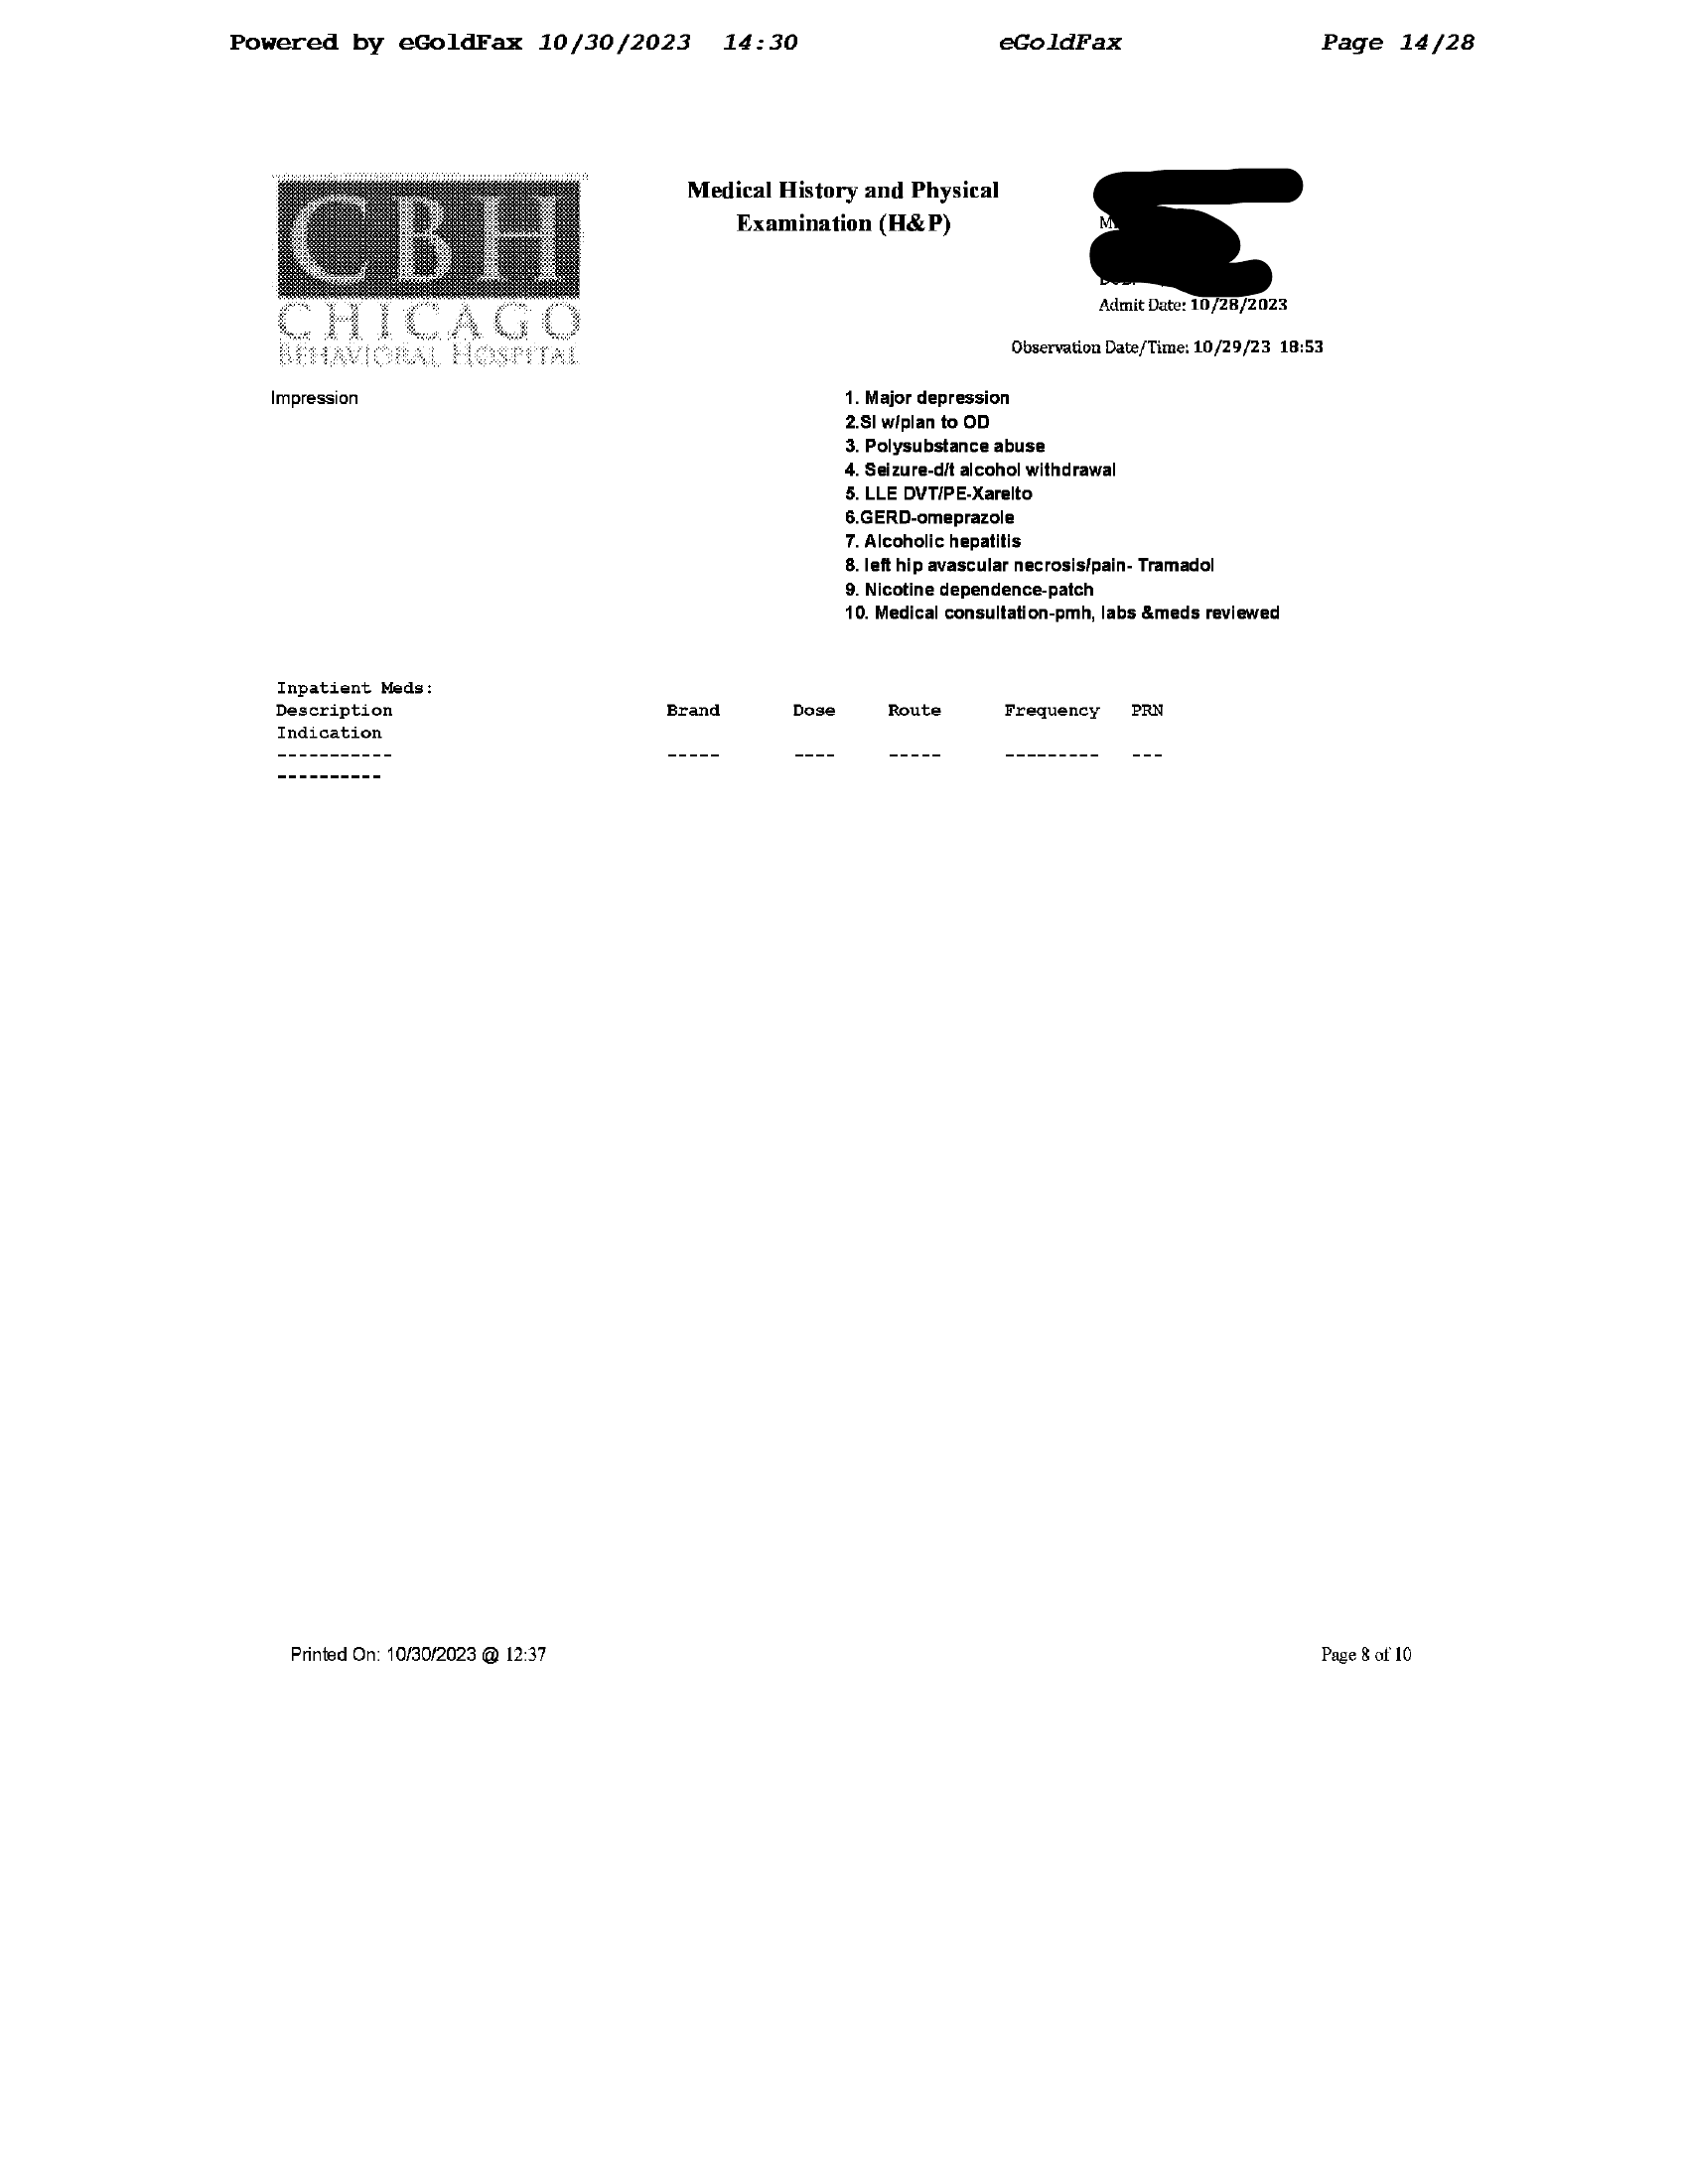 Powered by eGoldFax 10/30/2023 14:30 eGoldFax Page 14/28
CBH
CHICAGO
BEHAVIORAL HOSPITAL
Medical History and Physical
Examination (H&P)
Admit Date: 10/28/2023
Observation Date/Time: 10/29/23 18:53
Impression
1. Major depression
2.SI w/plan to OD
3. Polysubstance abuse
4. Seizure-d/t alcohol withdrawal
5. LLE DVT/PE-Xarelto
6.GERD-omeprazole
7. Alcoholic hepatitis
8. left hip avascular necrosis/pain- Tramadol
9. Nicotine dependence-patch
10. Medical consultation-pmh, labs &meds reviewed
Inpatient Meds:
Description Brand Dose Route Frequency PRN
Indication
----------- ----- ---- ----- --------- ---
----------
Printed On: 10/30/2023 @ 12:37 Page 8 of 10